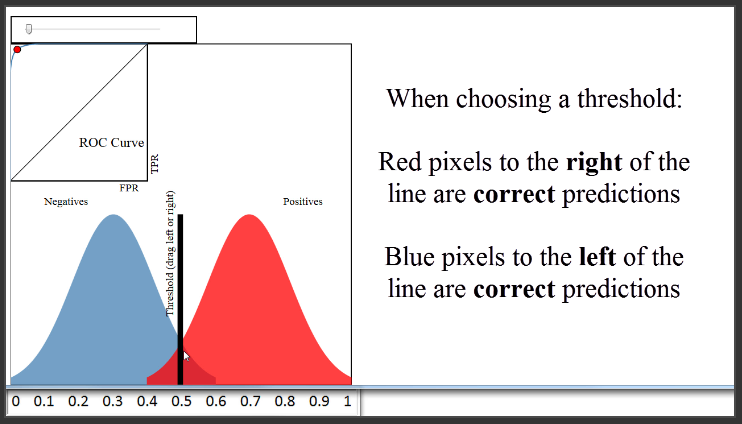 When choosing a threshold:
Red pixels to the right of the
line are correct predictions
Blue pixels to the left of the
line are correct predictions
ROC Curve
TPR
FPR
Negatives
Positives
Threshold (drag left or right)
0 0.1 0.2 0.3 0.4 0.5 0.6 0.7 0.8 0.9 1